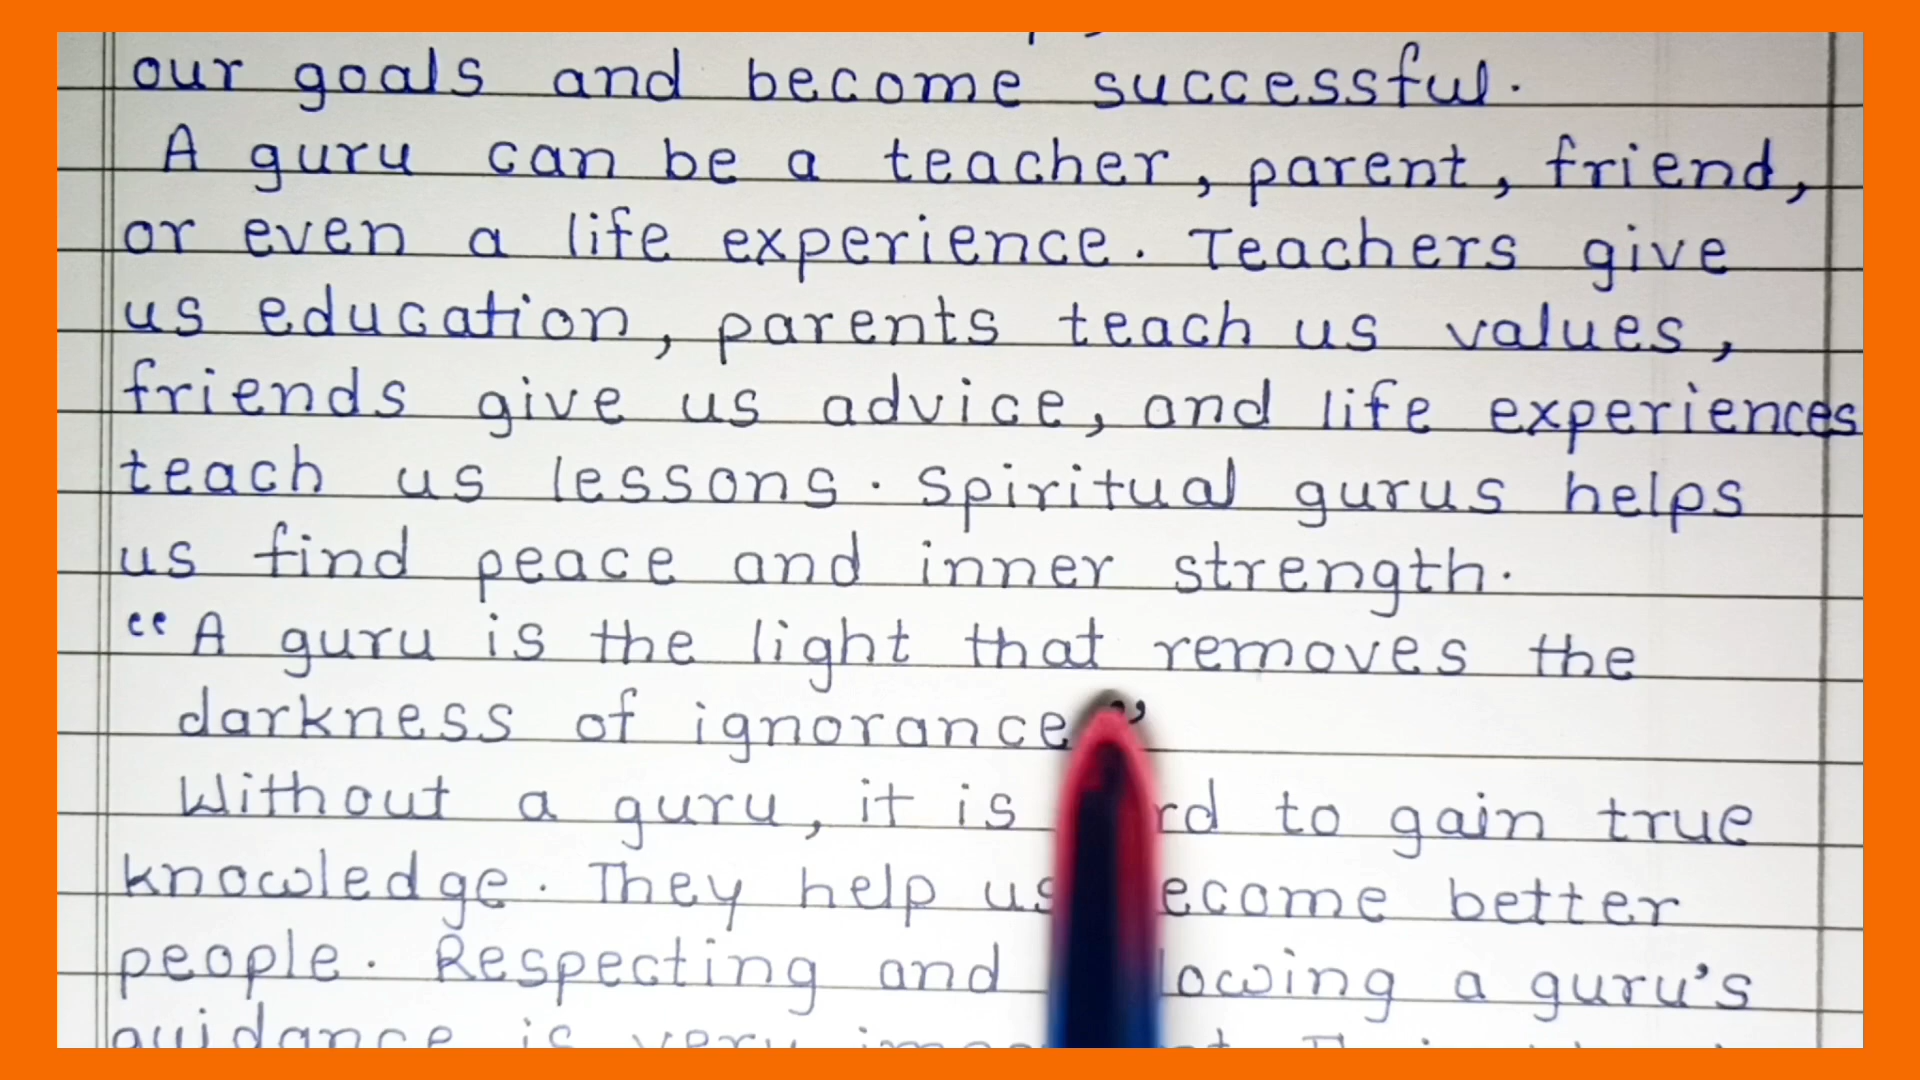 our goals and become successful.
A guru can be a teacher, parent, friend,
or even a life experience. Teachers give
us education, parents teach us values,
friends give us advice, and life experiences
teach us lessons. Spiritual gurus helps
us find peace and inner strength.
“A guru is the light that removes the
darkness of ignorance”
Without a guru, it is to gain true
knowledge. They help us better
people. Respecting and a guru's
guidance is very